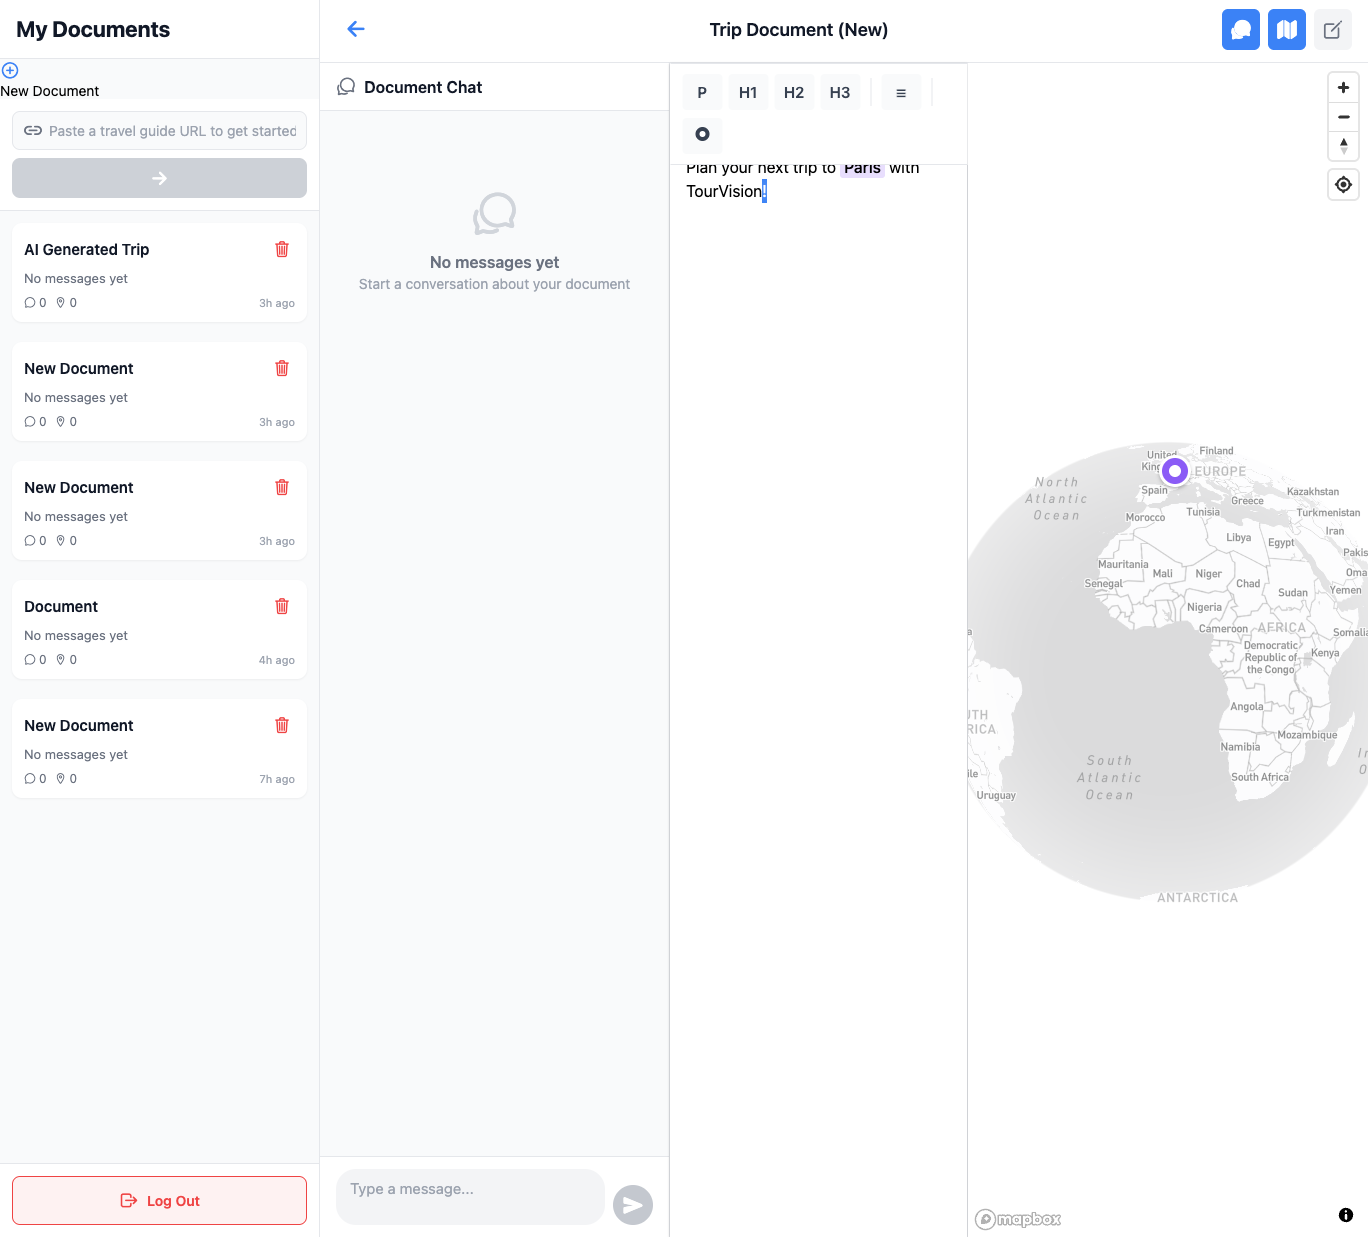 My Documents
New Document
Paste a travel guide URL to get started
AI Generated Trip
No messages yet
0 0 3h ago
New Document
No messages yet
0 0 3h ago
New Document
No messages yet
0 0 3h ago
Document
No messages yet
0 0 4h ago
New Document
No messages yet
0 0 7h ago
Log Out
Trip Document (New)
Document Chat
No messages yet
Start a conversation about your document
Type a message...
P H1 H2 H3
Plan your next trip to Paris with
TourVision!
Finland
United
King
EUROPE
North
Atlantic
Ocean
Spain
Greece
Kazakhstan
Turkmenistan
Morocco
Tunisia
Iran
Libya
Egypt
Pakis
Mauritania
Mali
Niger
Chad
Oma
Senegal
Sudan
Yemen
Nigeria
Cameroon
AFRICA
Somalia
Democratic
Republic of
the Congo
Kenya
Angola
UTH
RICA
Mozambique
Namibia
South
Atlantic
Ocean
South Africa
ile
Uruguay
ANTARCTICA
mapbox